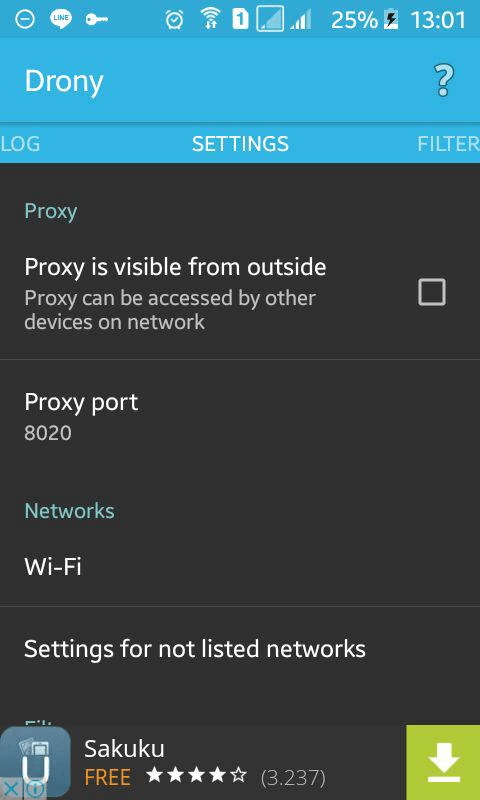 LINE 1 25% 13:01
Drony ?
LOG SETTINGS FILTER
Proxy
Proxy is visible from outside
Proxy can be accessed by other
devices on network
Proxy port
8020
Networks
Wi-Fi
Settings for not listed networks
Sakuku
FREE (3.237)